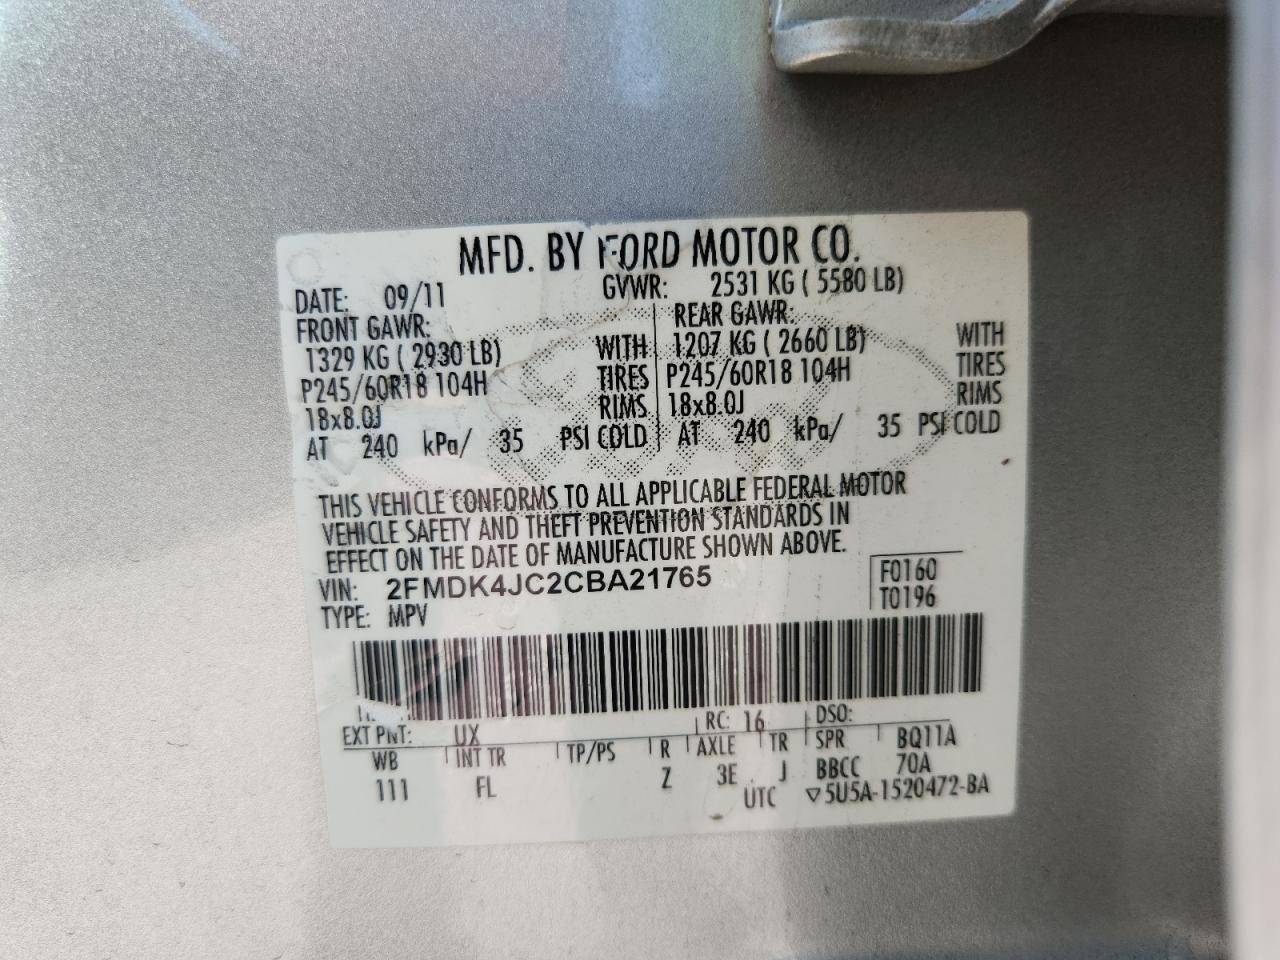 MFD. BY FORD MOTOR CO.
DATE: 09/11 GVWR: 2531 KG ( 5580 LB)
FRONT GAWR: REAR GAWR:
1329 KG ( 2930 LB) WITH 1207 KG ( 2660 LB) WITH
P245/60R18 104H TIRES P245/60R18 104H TIRES
18x8.0J RIMS 18x8.0J RIMS
AT 240 kPa/ 35 PSI COLD AT 240 kPa/ 35 PSI COLD
THIS VEHICLE CONFORMS TO ALL APPLICABLE FEDERAL MOTOR
VEHICLE SAFETY AND THEFT PREVENTION STANDARDS IN
EFFECT ON THE DATE OF MANUFACTURE SHOWN ABOVE.
VIN: 2FMDK4JC2CBA21765 F0160
TYPE: MPV T0196
EXT PNT: UX RC: 16 DSO:
WB INT TR TP/PS R AXLE TR SPR BQ11A
111 FL Z 3E J BBCC 70A
UTC ▽5U5A-1520472-BA